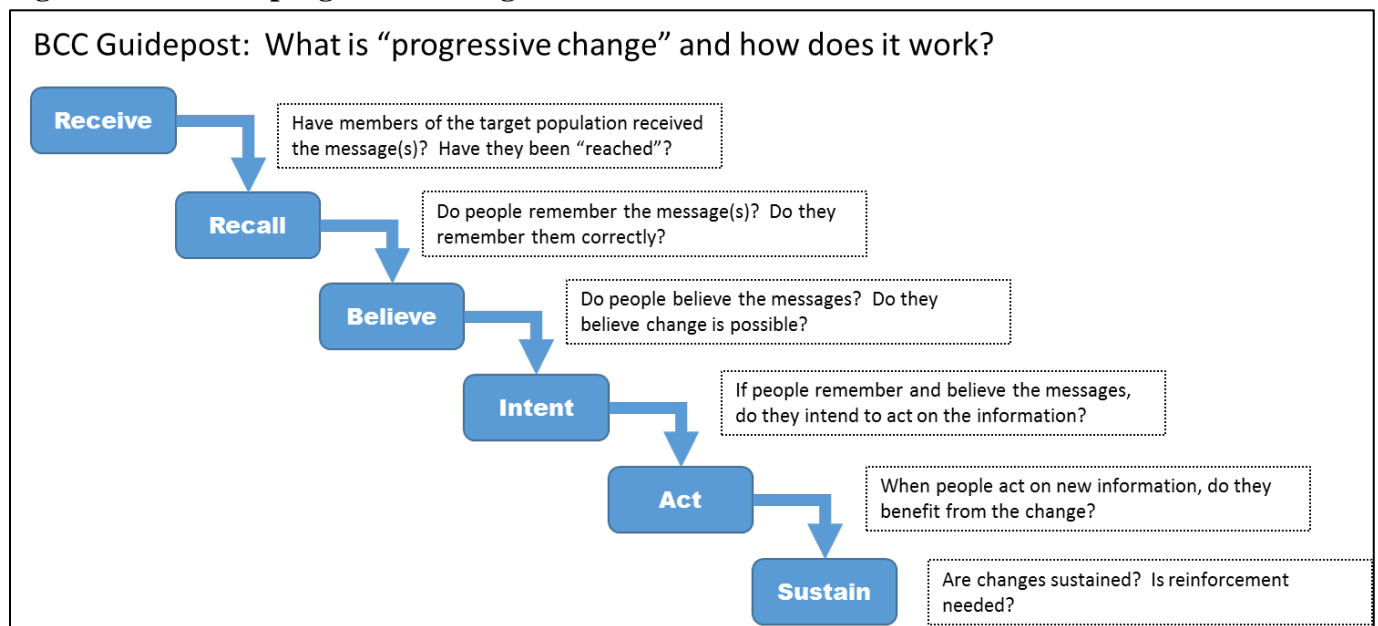 BCC Guidepost:  What is “progressive change” and how does it work?
Receive
Have members of the target population received
the message(s)?  Have they been “reached”?
Recall
Do people remember the message(s)?  Do they
remember them correctly?
Believe
Do people believe the messages?  Do they
believe change is possible?
Intent
If people remember and believe the messages,
do they intend to act on the information?
Act
When people act on new information, do they
benefit from the change?
Sustain
Are changes sustained?  Is reinforcement
needed?